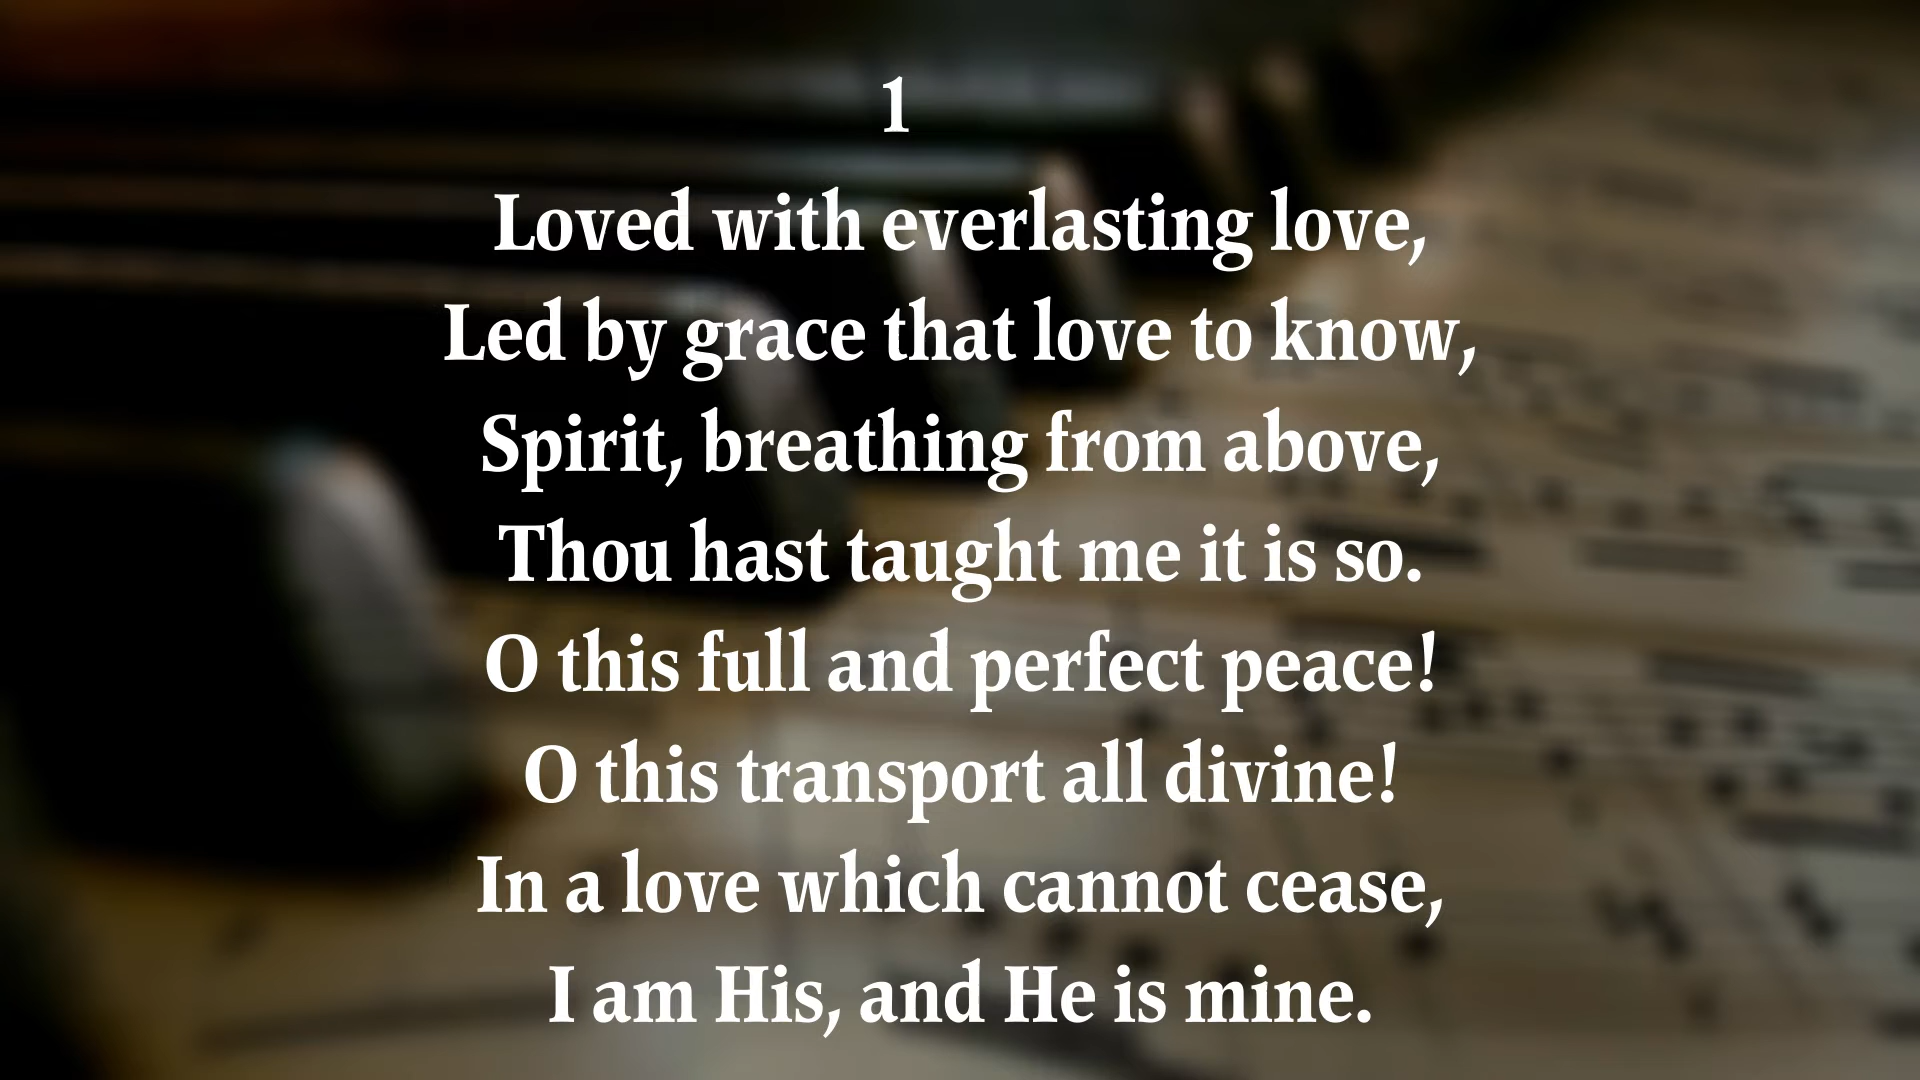 1
Loved with everlasting love,
Led by grace that love to know,
Spirit, breathing from above,
Thou hast taught me it is so.
O this full and perfect peace!
O this transport all divine!
In a love which cannot cease,
I am His, and He is mine.